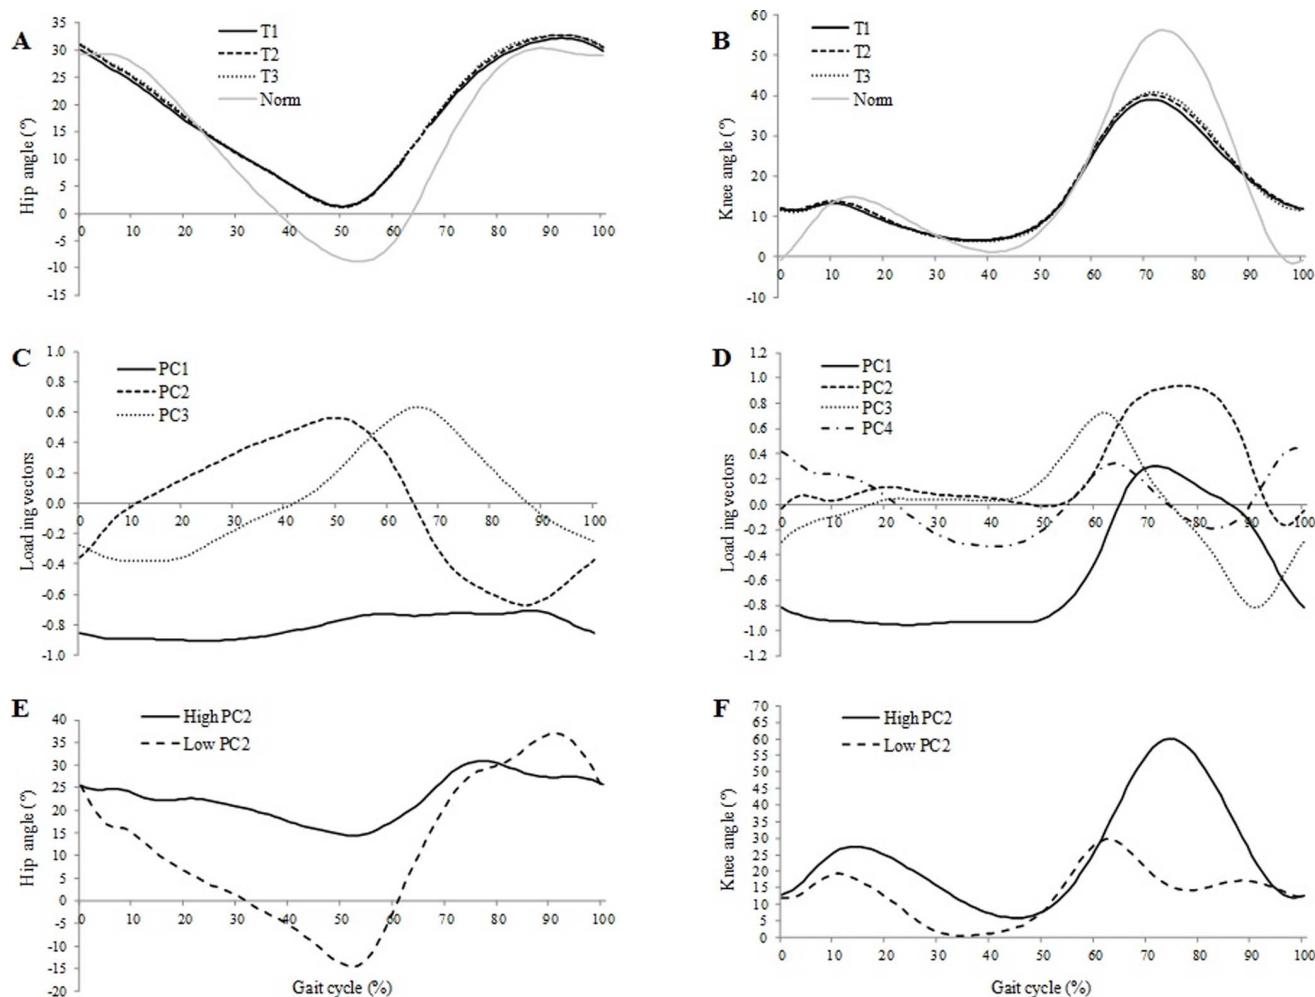 A
Hip angle (°)
35
30
25
20
15
10
5
0
-5
-10
-15
0 10 20 30 40 50 60 70 80 90 100
T1
T2
T3
Norm
B
Knee angle (°)
60
50
40
30
20
10
0
-10
0 10 20 30 40 50 60 70 80 90 100
T1
T2
T3
Norm
C
Loading vectors
1.0
0.8
0.6
0.4
0.2
0.0
-0.2
-0.4
-0.6
-0.8
-1.0
0 10 20 30 40 50 60 70 80 90 100
PC1
PC2
PC3
D
Loading vectors
1.2
1.0
0.8
0.6
0.4
0.2
0.0
-0.2
-0.4
-0.6
-0.8
-1.0
-1.2
0 10 20 30 40 50 60 70 80 90 100
PC1
PC2
PC3
PC4
E
Hip angle (°)
40
35
30
25
20
15
10
5
0
-5
-10
-15
-20
0 10 20 30 40 50 60 70 80 90 100
High PC2
Low PC2
Gait cycle (%)
F
Knee angle (°)
70
65
60
55
50
45
40
35
30
25
20
15
10
5
0
0 10 20 30 40 50 60 70 80 90 100
High PC2
Low PC2
Gait cycle (%)